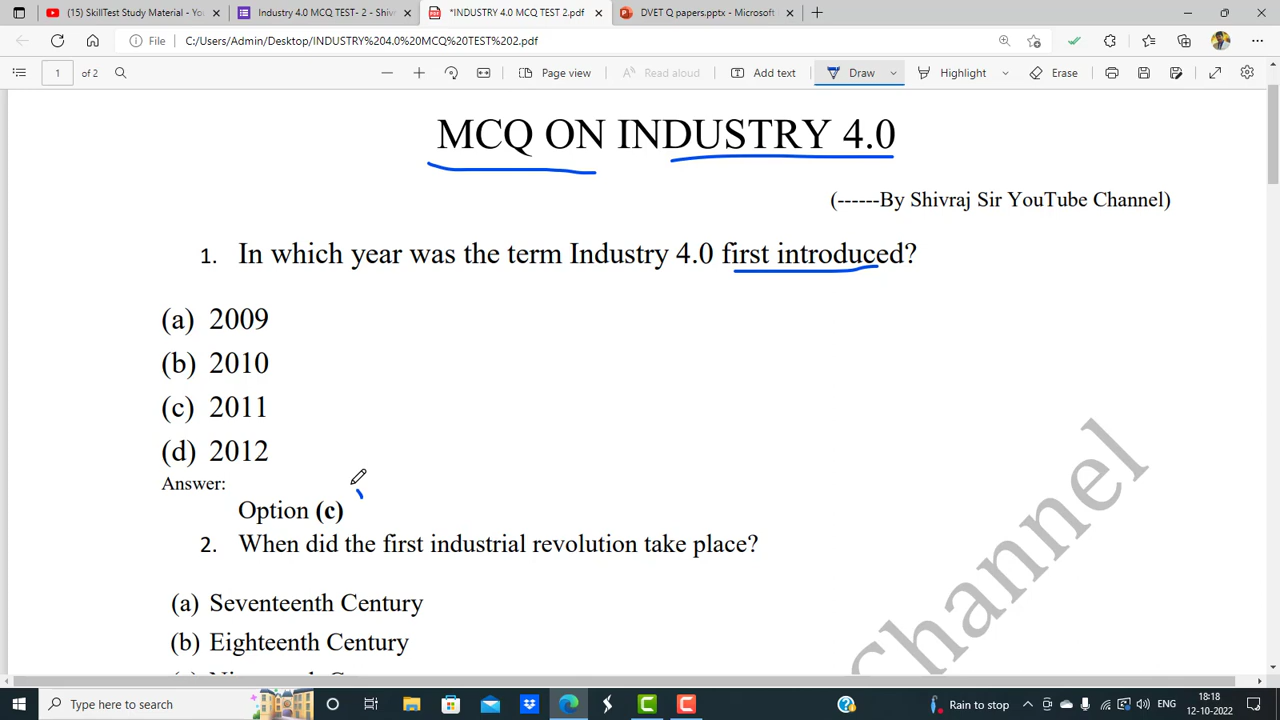 (15) SkillTest Study Material - You
Industry 4.0 MCQ TEST- 2 - Shiv
*INDUSTRY 4.0 MCQ TEST 2.pdf
DVET Q papers.pptx - Microsoft
File
C:/Users/Admin/Desktop/INDUSTRY%204.0%20MCQ%20TEST%202.pdf
1 of 2
Page view
Read aloud
Add text
Draw
Highlight
Erase
MCQ ON INDUSTRY 4.0
(------By Shivraj Sir YouTube Channel)
1. In which year was the term Industry 4.0 first introduced?
(a) 2009
(b) 2010
(c) 2011
(d) 2012
Answer:
Option (c)
2. When did the first industrial revolution take place?
(a) Seventeenth Century
(b) Eighteenth Century
Channel
Type here to search
Rain to stop
ENG
18:18
12-10-2022